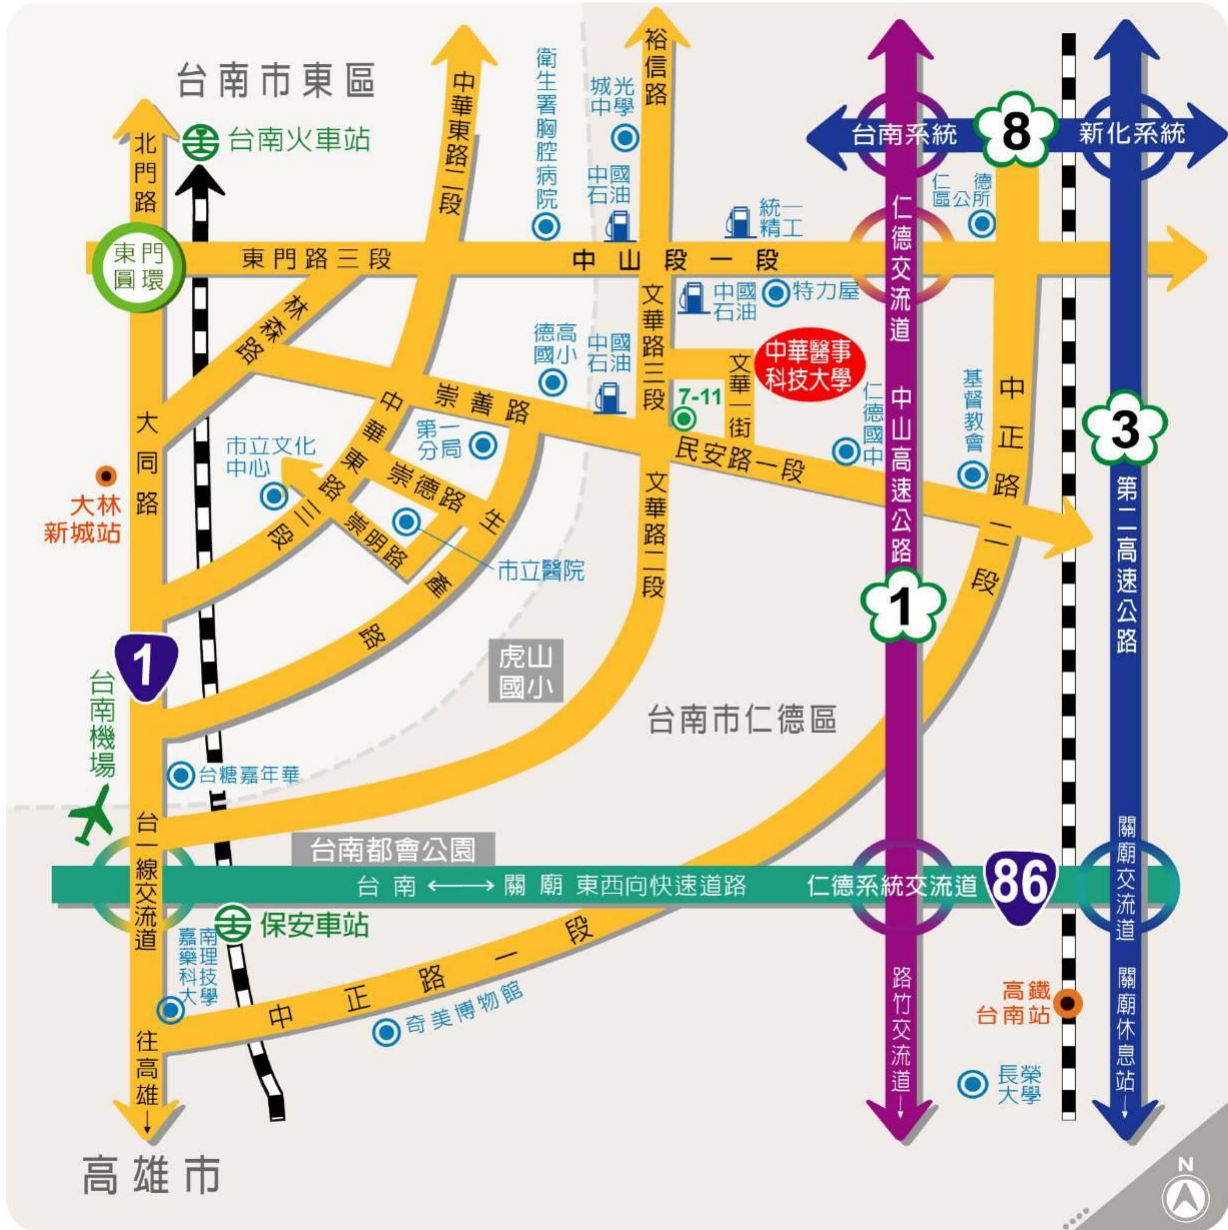 台南市東區
台南火車站
北門路
東門
圓環
中華東路二段
衛生署胸腔病院
城光
中學
裕信路
中國
石油
統一
精工
台南系統
8
新化系統
仁德
區公所
仁德交流道
東門路三段
中山段一段
林森路
文華路三段
中國
石油
特力屋
德高
國小
中國
石油
文華一街
中華醫事
科技大學
7-11
仁德
國中
基督教會
中正路二段
3
大同路
中華東路三段
崇善路
第一
分局
民安路一段
中山高速公路
市立文化
中心
崇德路
崇明路
生產路
市立醫院
文華路二段
大林
新城站
第二高速公路
1
1
台南機場
虎山
國小
台南市仁德區
台糖嘉年華
台一線交流道
台南都會公園
台南 ←→ 關廟 東西向快速道路
仁德系統交流道
86
關廟交流道
保安車站
嘉南
藥理
科技
大學
中正路一段
奇美博物館
路竹交流道↓
高鐵
台南站
關廟休息站↓
長榮
大學
往高雄↓
高雄市
N